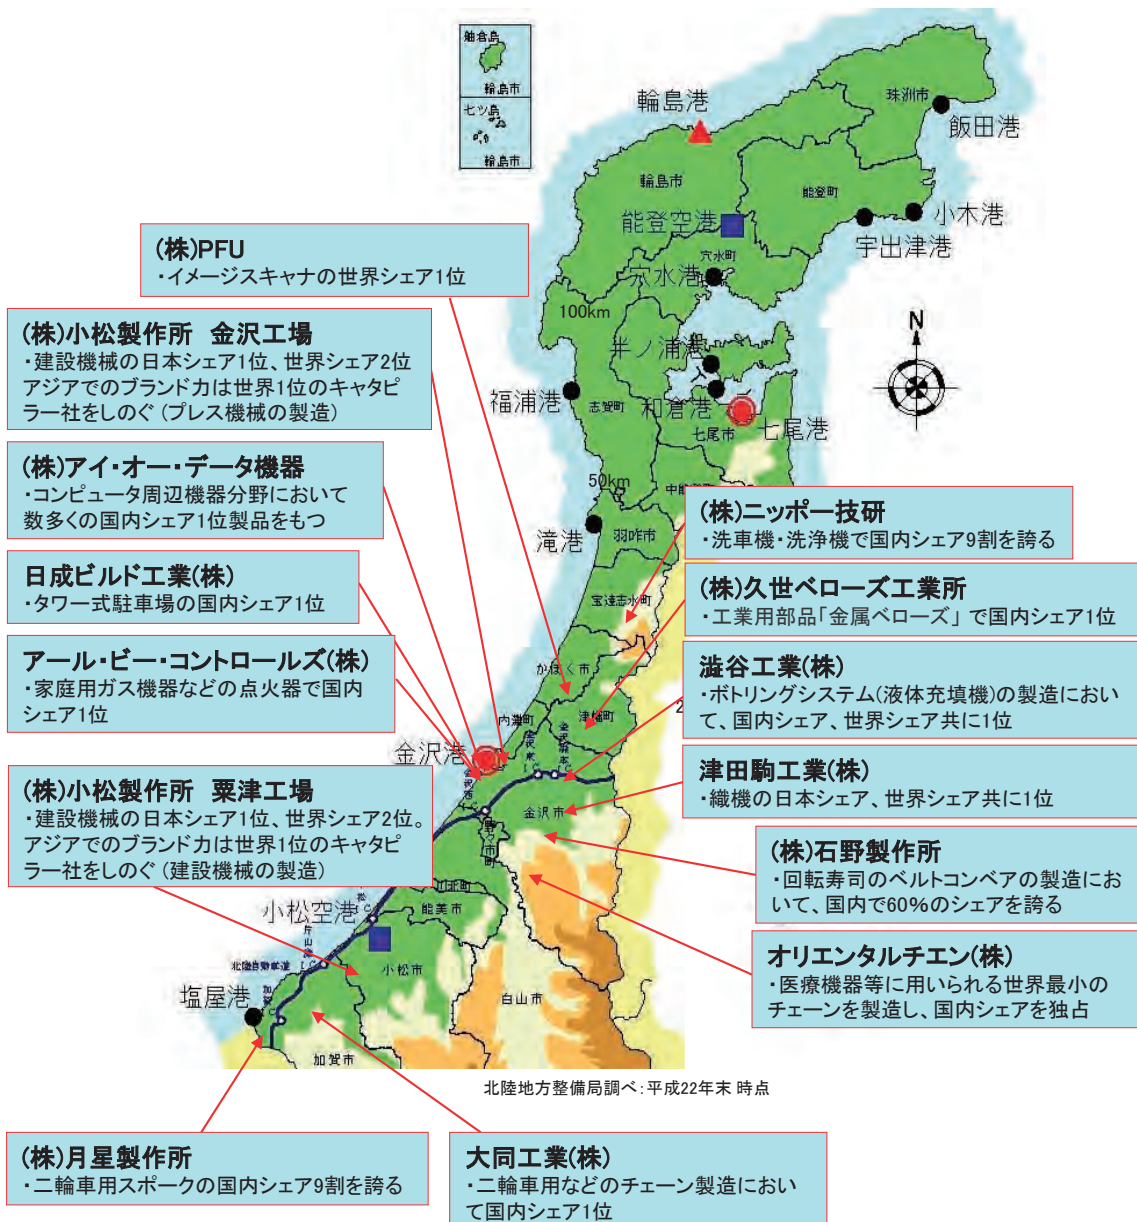 舳倉島
輪島市
七ツ島
輪島市
輪島港
珠洲市
飯田港
輪島市
能登町
小木港
能登空港
宇出津港
穴水町
穴水港
(株)PFU
・イメージスキャナの世界シェア1位
100km
N
(株)小松製作所 金沢工場
・建設機械の日本シェア1位、世界シェア2位
アジアでのブランド力は世界1位のキャタピ
ラー社をしのぐ (プレス機械の製造)
半ノ浦港
福浦港
志賀町
和倉港
七尾市
七尾港
(株)アイ・オー・データ機器
・コンピュータ周辺機器分野において
数多くの国内シェア1位製品をもつ
50km
(株)ニッポー技研
・洗車機・洗浄機で国内シェア9割を誇る
滝港
羽咋市
日成ビルド工業(株)
・タワー式駐車場の国内シェア1位
宝達志水町
(株)久世ベローズ工業所
・工業用部品「金属ベローズ」 で国内シェア1位
アール・ビー・コントロールズ(株)
・家庭用ガス機器などの点火器で国内
シェア1位
かほく市
澁谷工業(株)
・ボトリングシステム(液体充填機)の製造におい
て、国内シェア、世界シェア共に1位
内灘町
津幡町
金沢港
(株)小松製作所 粟津工場
・建設機械の日本シェア1位、世界シェア2位。
アジアでのブランド力は世界1位のキャタピ
ラー社をしのぐ (建設機械の製造)
津田駒工業(株)
・織機の日本シェア、世界シェア共に1位
金沢市
野々市町
(株)石野製作所
・回転寿司のベルトコンベアの製造にお
いて、国内で60%のシェアを誇る
川北町
能美市
小松空港
北陸自動車道
小松市
オリエンタルチエン(株)
・医療機器等に用いられる世界最小の
チェーンを製造し、国内シェアを独占
塩屋港
白山市
加賀市
北陸地方整備局調べ:平成22年末 時点
(株)月星製作所
・二輪車用スポークの国内シェア9割を誇る
大同工業(株)
・二輪車用などのチェーン製造におい
て国内シェア1位